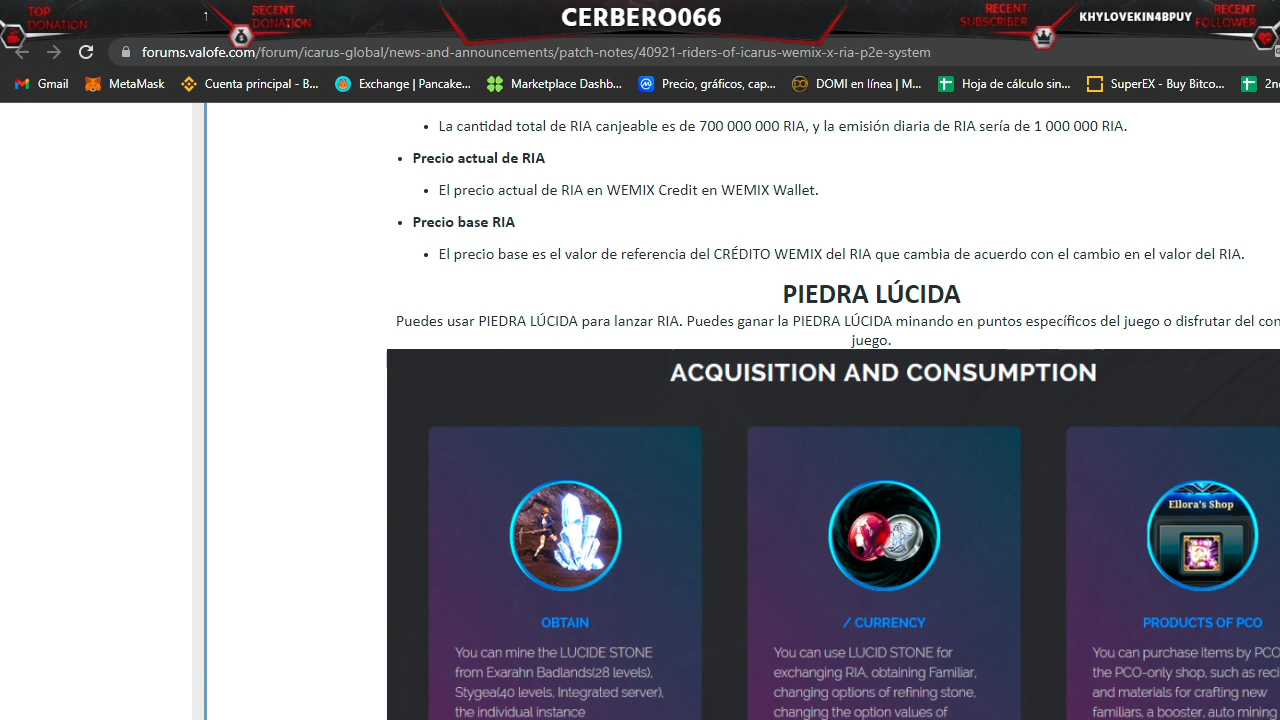 TOP
DONATION
RECENT
DONATION
CERBERO066
RECENT
SUBSCRIBER
KHYLOVEKIN4BPUY
RECENT
FOLLOWER
forums.valofe.com/forum/icarus-global/news-and-announcements/patch-notes/40921-riders-of-icarus-wemix-x-ria-p2e-system
Gmail
MetaMask
Cuenta principal - B...
Exchange | Pancake...
Marketplace Dashb...
Precio, gráficos, cap...
DOMI en línea | M...
Hoja de cálculo sin...
SuperEX - Buy Bitco...
2n
• La cantidad total de RIA canjeable es de 700 000 000 RIA, y la emisión diaria de RIA sería de 1 000 000 RIA.
• Precio actual de RIA
• El precio actual de RIA en WEMIX Credit en WEMIX Wallet.
• Precio base RIA
• El precio base es el valor de referencia del CRÉDITO WEMIX del RIA que cambia de acuerdo con el cambio en el valor del RIA.
PIEDRA LÚCIDA
Puedes usar PIEDRA LÚCIDA para lanzar RIA. Puedes ganar la PIEDRA LÚCIDA minando en puntos específicos del juego o disfrutar del con
juego.
ACQUISITION AND CONSUMPTION
OBTAIN
You can mine the LUCIDE STONE
from Exarahn Badlands(28 levels),
Stygea(40 levels, Integrated server),
the individual instance
/ CURRENCY
You can use LUCID STONE for
exchanging RIA, obtaining Familiar,
changing options of refining stone,
changing the option values of
Ellora's Shop
PRODUCTS OF PCO
You can purchase items by PCO
the PCO-only shop, such as reci
and materials for crafting new
familiars, a booster, auto mining